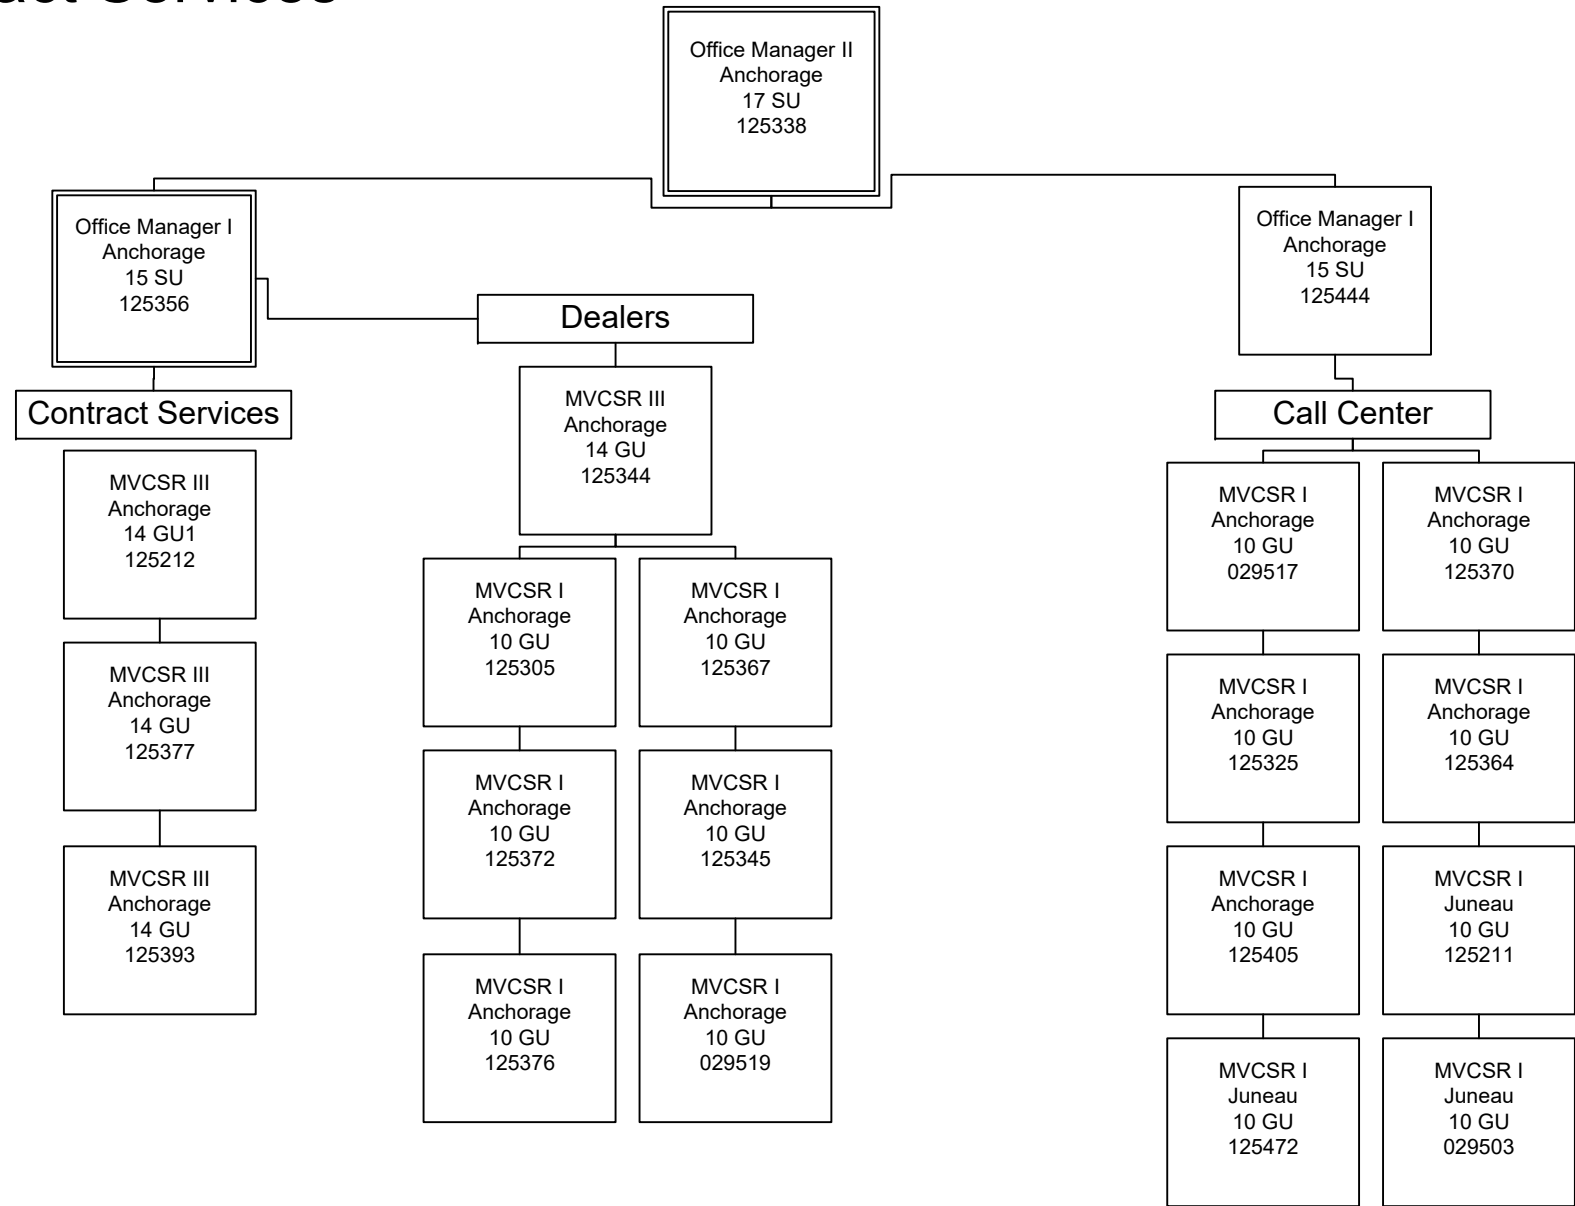 Services
Office Manager II
Anchorage
17 SU
125338
Office Manager I
Anchorage
15 SU
125356
Office Manager I
Anchorage
15 SU
125444
Dealers
Contract Services
Call Center
MVCSR III
Anchorage
14 GU
125344
MVCSR III
Anchorage
14 GU1
125212
MVCSR III
Anchorage
14 GU
125377
MVCSR III
Anchorage
14 GU
125393
MVCSR I
Anchorage
10 GU
125305
MVCSR I
Anchorage
10 GU
125367
MVCSR I
Anchorage
10 GU
125372
MVCSR I
Anchorage
10 GU
125345
MVCSR I
Anchorage
10 GU
125376
MVCSR I
Anchorage
10 GU
029519
MVCSR I
Anchorage
10 GU
029517
MVCSR I
Anchorage
10 GU
125370
MVCSR I
Anchorage
10 GU
125325
MVCSR I
Anchorage
10 GU
125364
MVCSR I
Anchorage
10 GU
125405
MVCSR I
Juneau
10 GU
125211
MVCSR I
Juneau
10 GU
125472
MVCSR I
Juneau
10 GU
029503